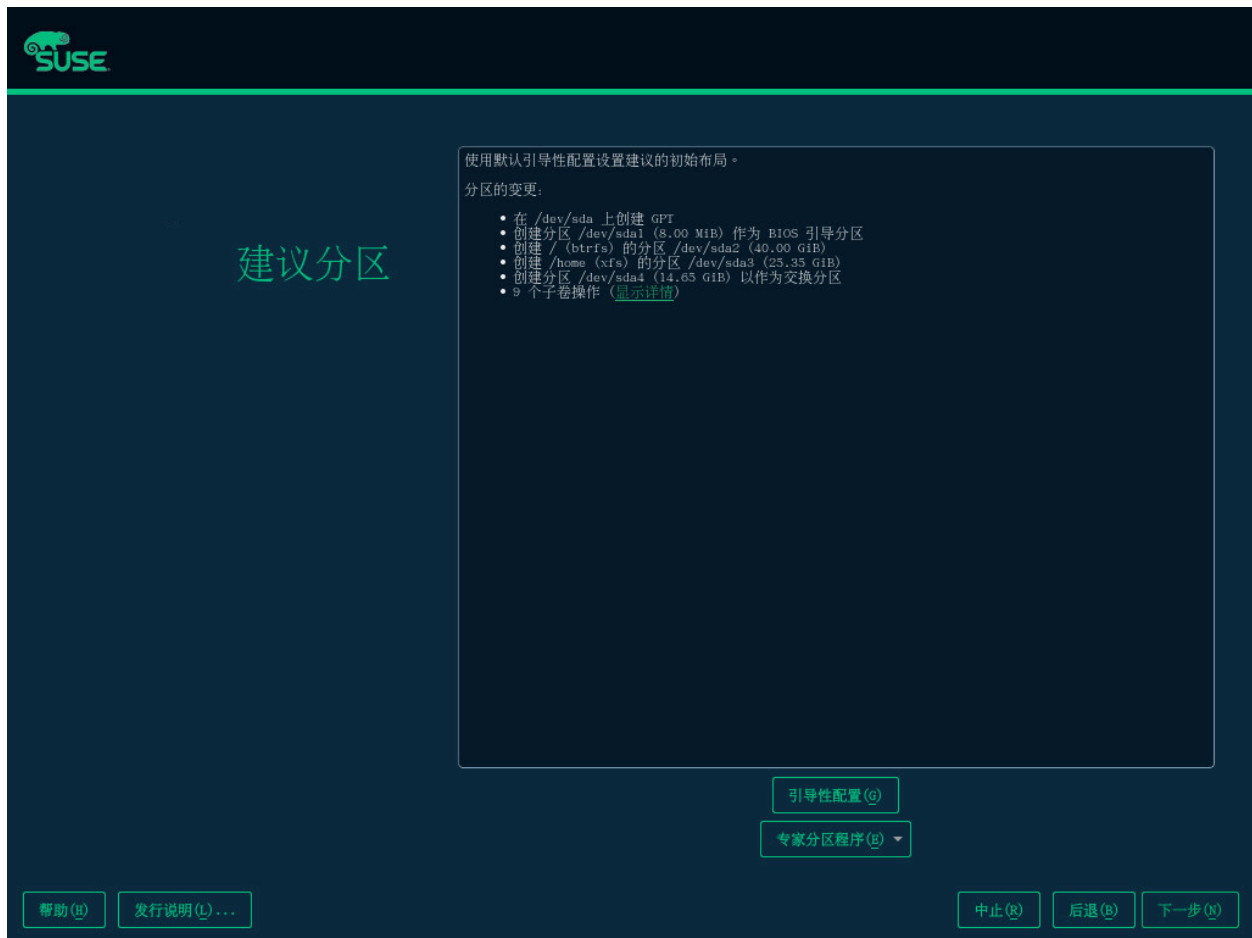 SUSE.
建议分区
使用默认引导性配置设置建议的初始布局。
分区的变更:
• 在 /dev/sda 上创建 GPT
• 创建分区 /dev/sda1 (8.00 MiB) 作为 BIOS 引导分区
• 创建 / (btrfs) 的分区 /dev/sda2 (40.00 GiB)
• 创建 /home (xfs) 的分区 /dev/sda3 (25.35 GiB)
• 创建分区 /dev/sda4 (14.65 GiB) 以作为交换分区
• 9 个子卷操作 (显示详情)
引导性配置(G)
专家分区程序(E)
帮助(H) 发行说明(L)... 中止(R) 后退(B) 下一步(N)